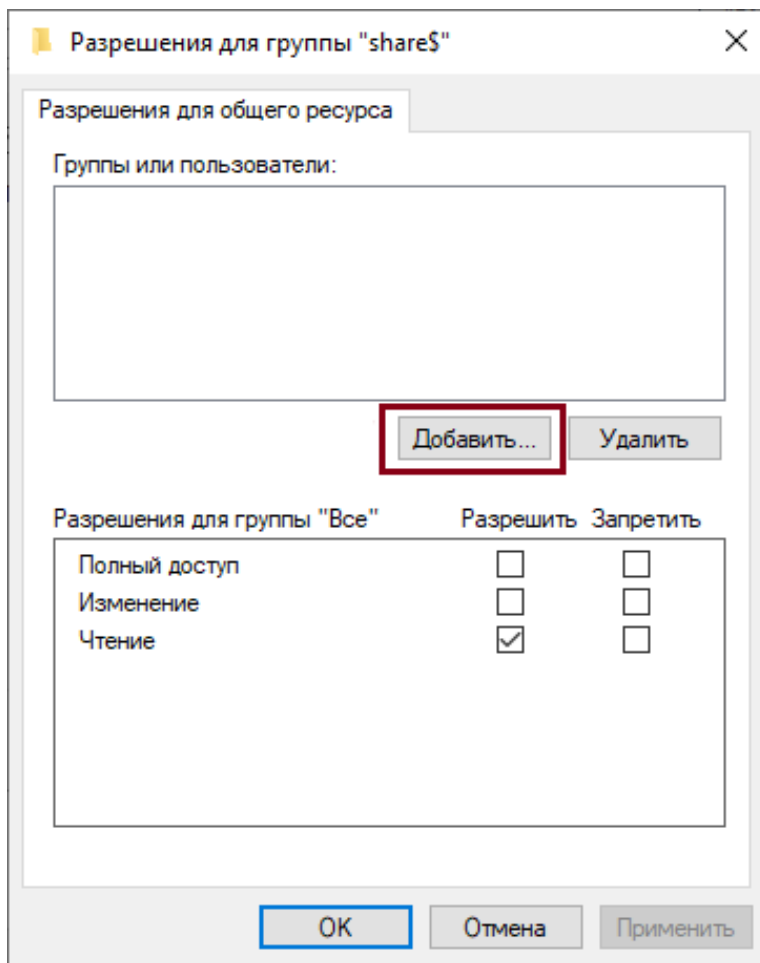 Разрешения для группы "share$"
Разрешения для общего ресурса
Группы или пользователи:
Добавить... Удалить
Разрешения для группы "Все" Разрешить Запретить
Полный доступ
Изменение
Чтение
ОК Отмена Применить